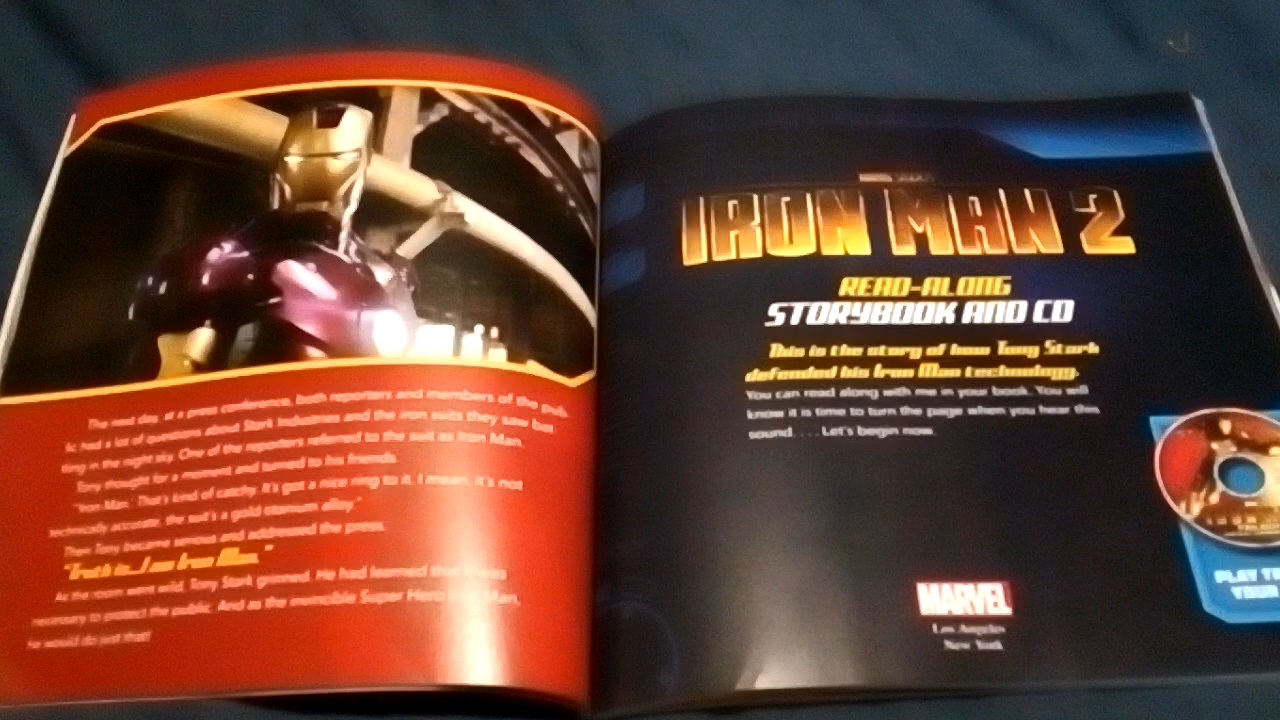 The next day, at a press conference, both reporters and members of the pub-
lic had a lot of questions about Stark Industries and the iron suits they saw bat-
tling in the night sky. One of the reporters referred to the suit as Iron Man.
Tony thought for a moment and turned to his friends.
"Iron Man. That's kind of catchy. It's got a nice ring to it. I mean, it's not
technically accurate, the suit's a gold titanium alloy."
Then Tony became serious and addressed the press.
"Truth is...I am Iron Man."
As the room went wild, Tony Stark grinned. He had learned that it was
necessary to protect the public. And as the invincible Super Hero Iron Man,
he would do just that!
IRON MAN 2
READ-ALONG
STORYBOOK AND CD
This is the story of how Tony Stark
defended his Iron Man technology.
You can read along with me in your book. You will
know it is time to turn the page when you hear this
sound. . . . Let's begin now.
PLAY
YOUR
MARVEL
Los Angeles
New York